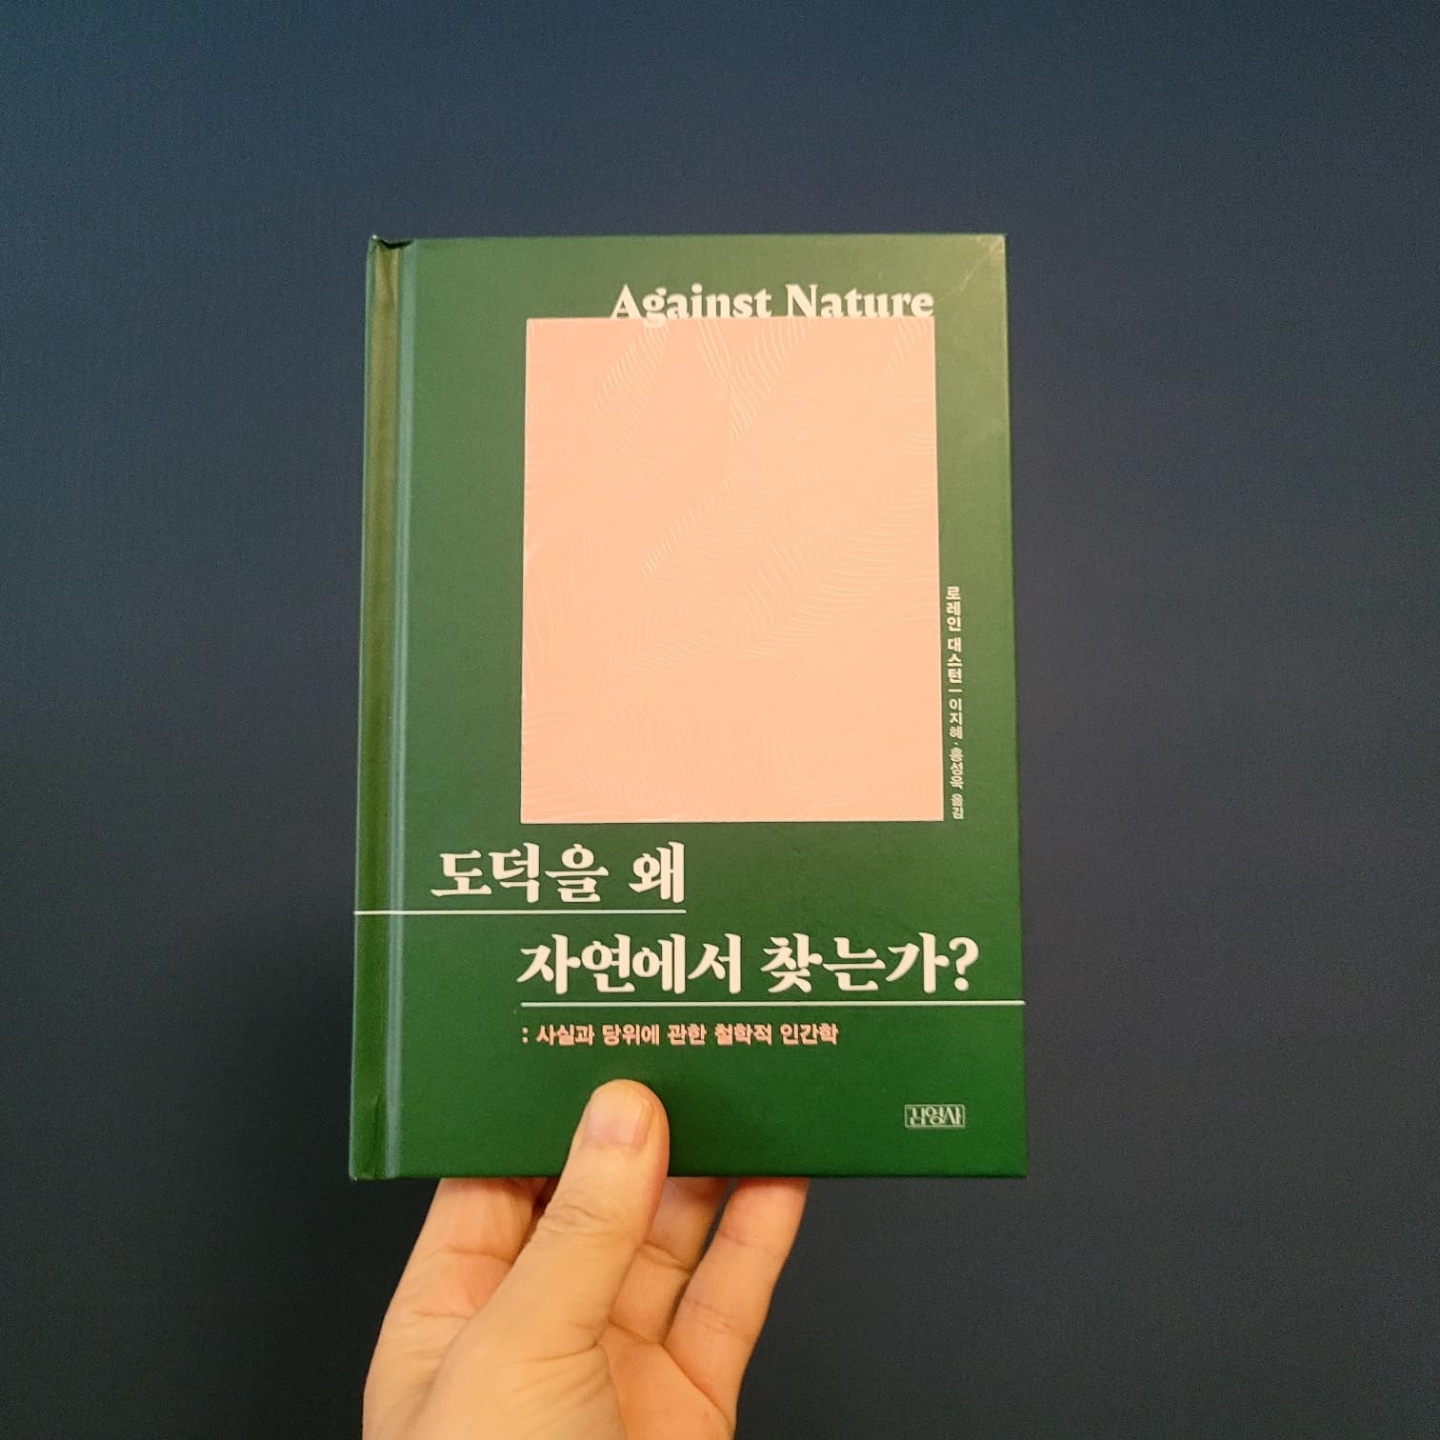 Against Nature
로레인 대스턴 | 이지혜·홍성욱 옮김
도덕을 왜
자연에서 찾는가?
: 사실과 당위에 관한 철학적 인간학
김영사